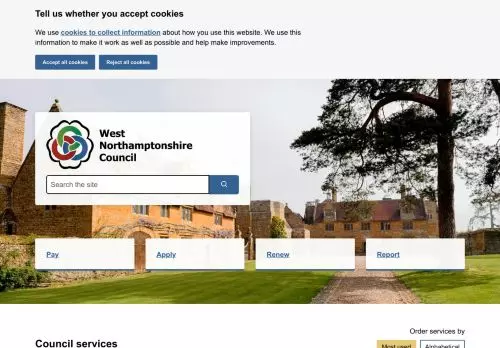 Tell us whether you accept cookies
We use cookies to collect information about how you use this website. We use
this information to make it work as well as possible and help make improvements.
Accept all cookies
Reject all cookies
West
Northamptonshire
Council
Search the site
Pay
Apply
Renew
Report
Order services by
Council services
Most used
Alphabetical